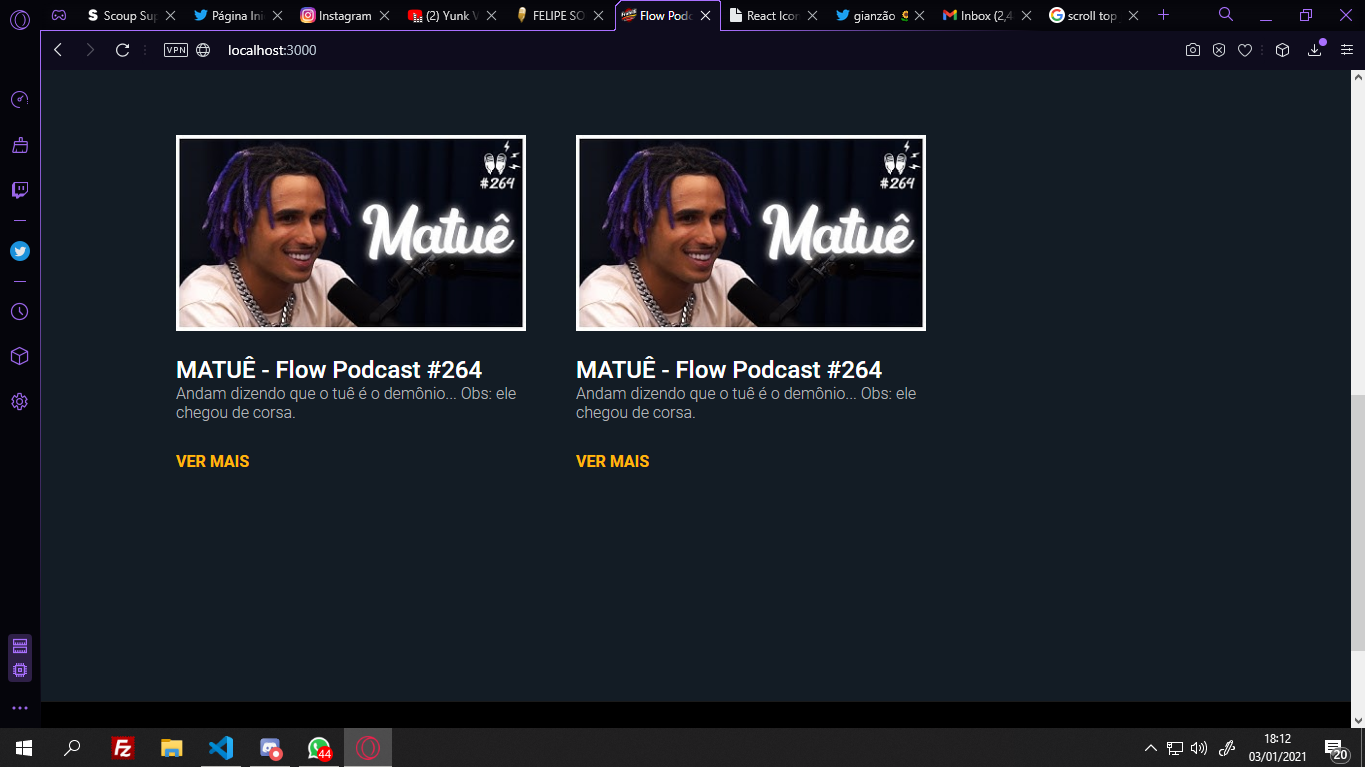 Scoup Sup
Página Ini
Instagram
(2) Yunk V
FELIPE SO
Flow Podc
React Icon
gianzão
Inbox (2,4
scroll top
VPN
localhost:3000
#264
Matuê
#264
Matuê
MATUÊ - Flow Podcast #264
Andam dizendo que o tuê é o demônio... Obs: ele
chegou de corsa.
VER MAIS
MATUÊ - Flow Podcast #264
Andam dizendo que o tuê é o demônio... Obs: ele
chegou de corsa.
VER MAIS
Fz
44
18:12
03/01/2021
20